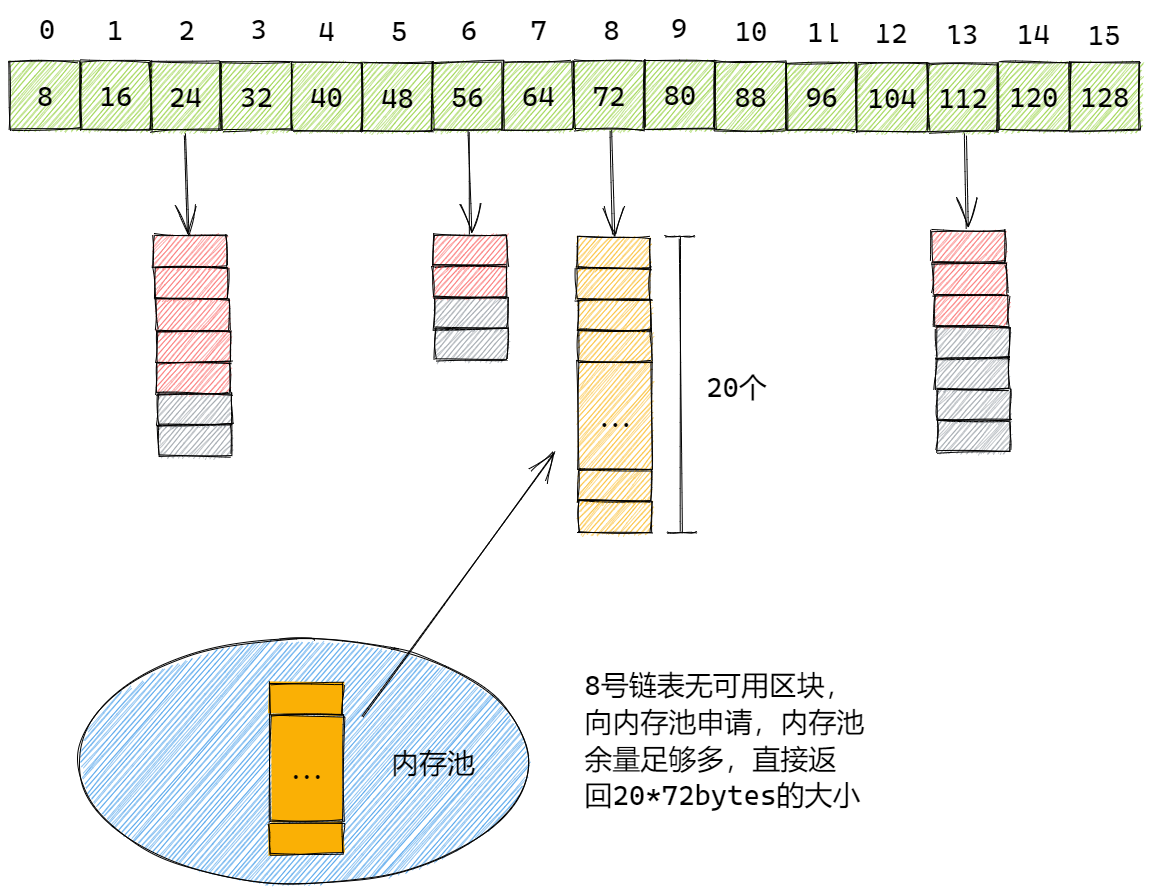 0 1 2 3 4 5 6 7 8 9 10 11 12 13 14 15
8 16 24 32 40 48 56 64 72 80 88 96 104 112 120 128
...
20个
...
内存池
8号链表无可用区块，
向内存池申请，内存池
余量足够多，直接返
回20*72bytes的大小